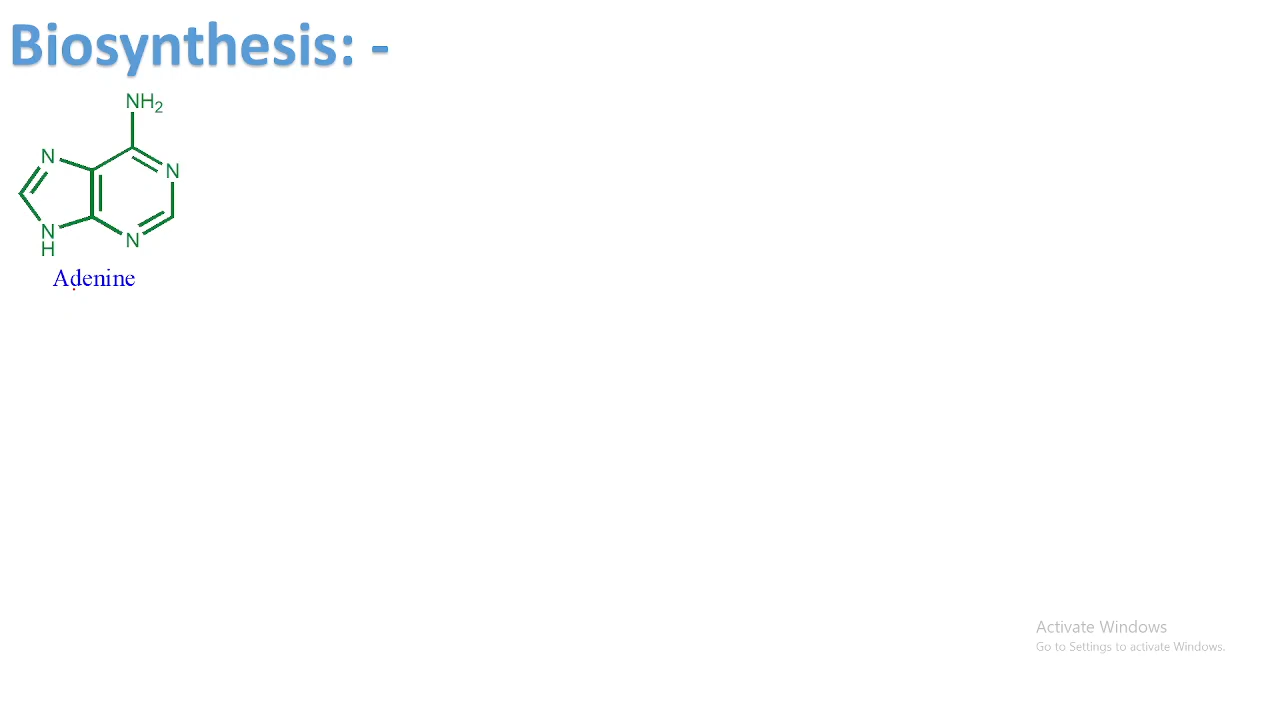 Biosynthesis: -
NH2
N
N
N
H
N
Adenine
Activate Windows
Go to Settings to activate Windows.